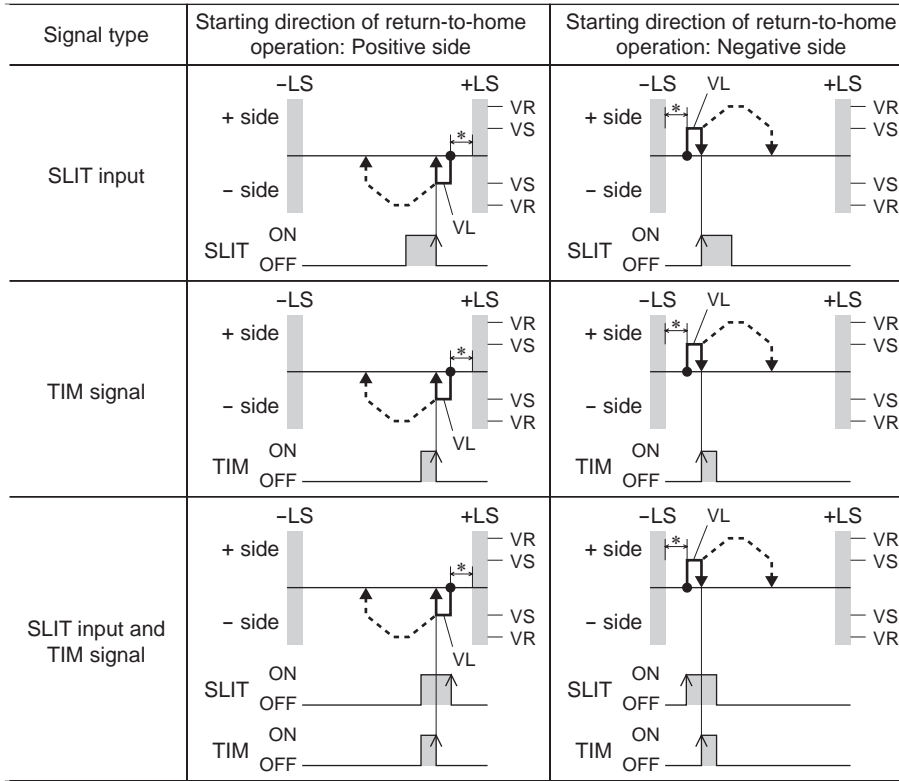 Signal type
Starting direction of return-to-home
operation: Positive side
Starting direction of return-to-home
operation: Negative side
SLIT input
−LS
+LS
+ side
− side
*
VR
VS
VS
VR
VL
SLIT
ON
OFF
−LS
VL
+LS
+ side
− side
*
VR
VS
VS
VR
SLIT
ON
OFF
TIM signal
−LS
+LS
+ side
− side
*
VR
VS
VS
VR
VL
TIM
ON
OFF
−LS
VL
+LS
+ side
− side
*
VR
VS
VS
VR
TIM
ON
OFF
SLIT input and
TIM signal
−LS
+LS
+ side
− side
*
VR
VS
VS
VR
VL
SLIT
ON
OFF
TIM
ON
OFF
−LS
VL
+LS
+ side
− side
*
VR
VS
VS
VR
SLIT
ON
OFF
TIM
ON
OFF